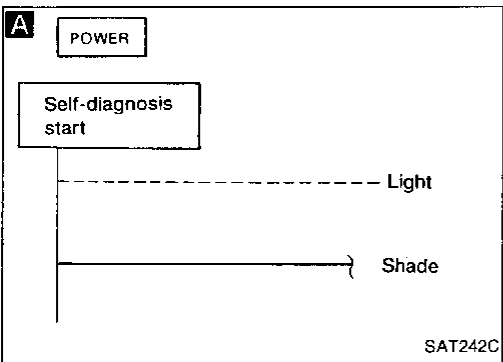 A
POWER
Self-diagnosis
start
Light
Shade
SAT242C